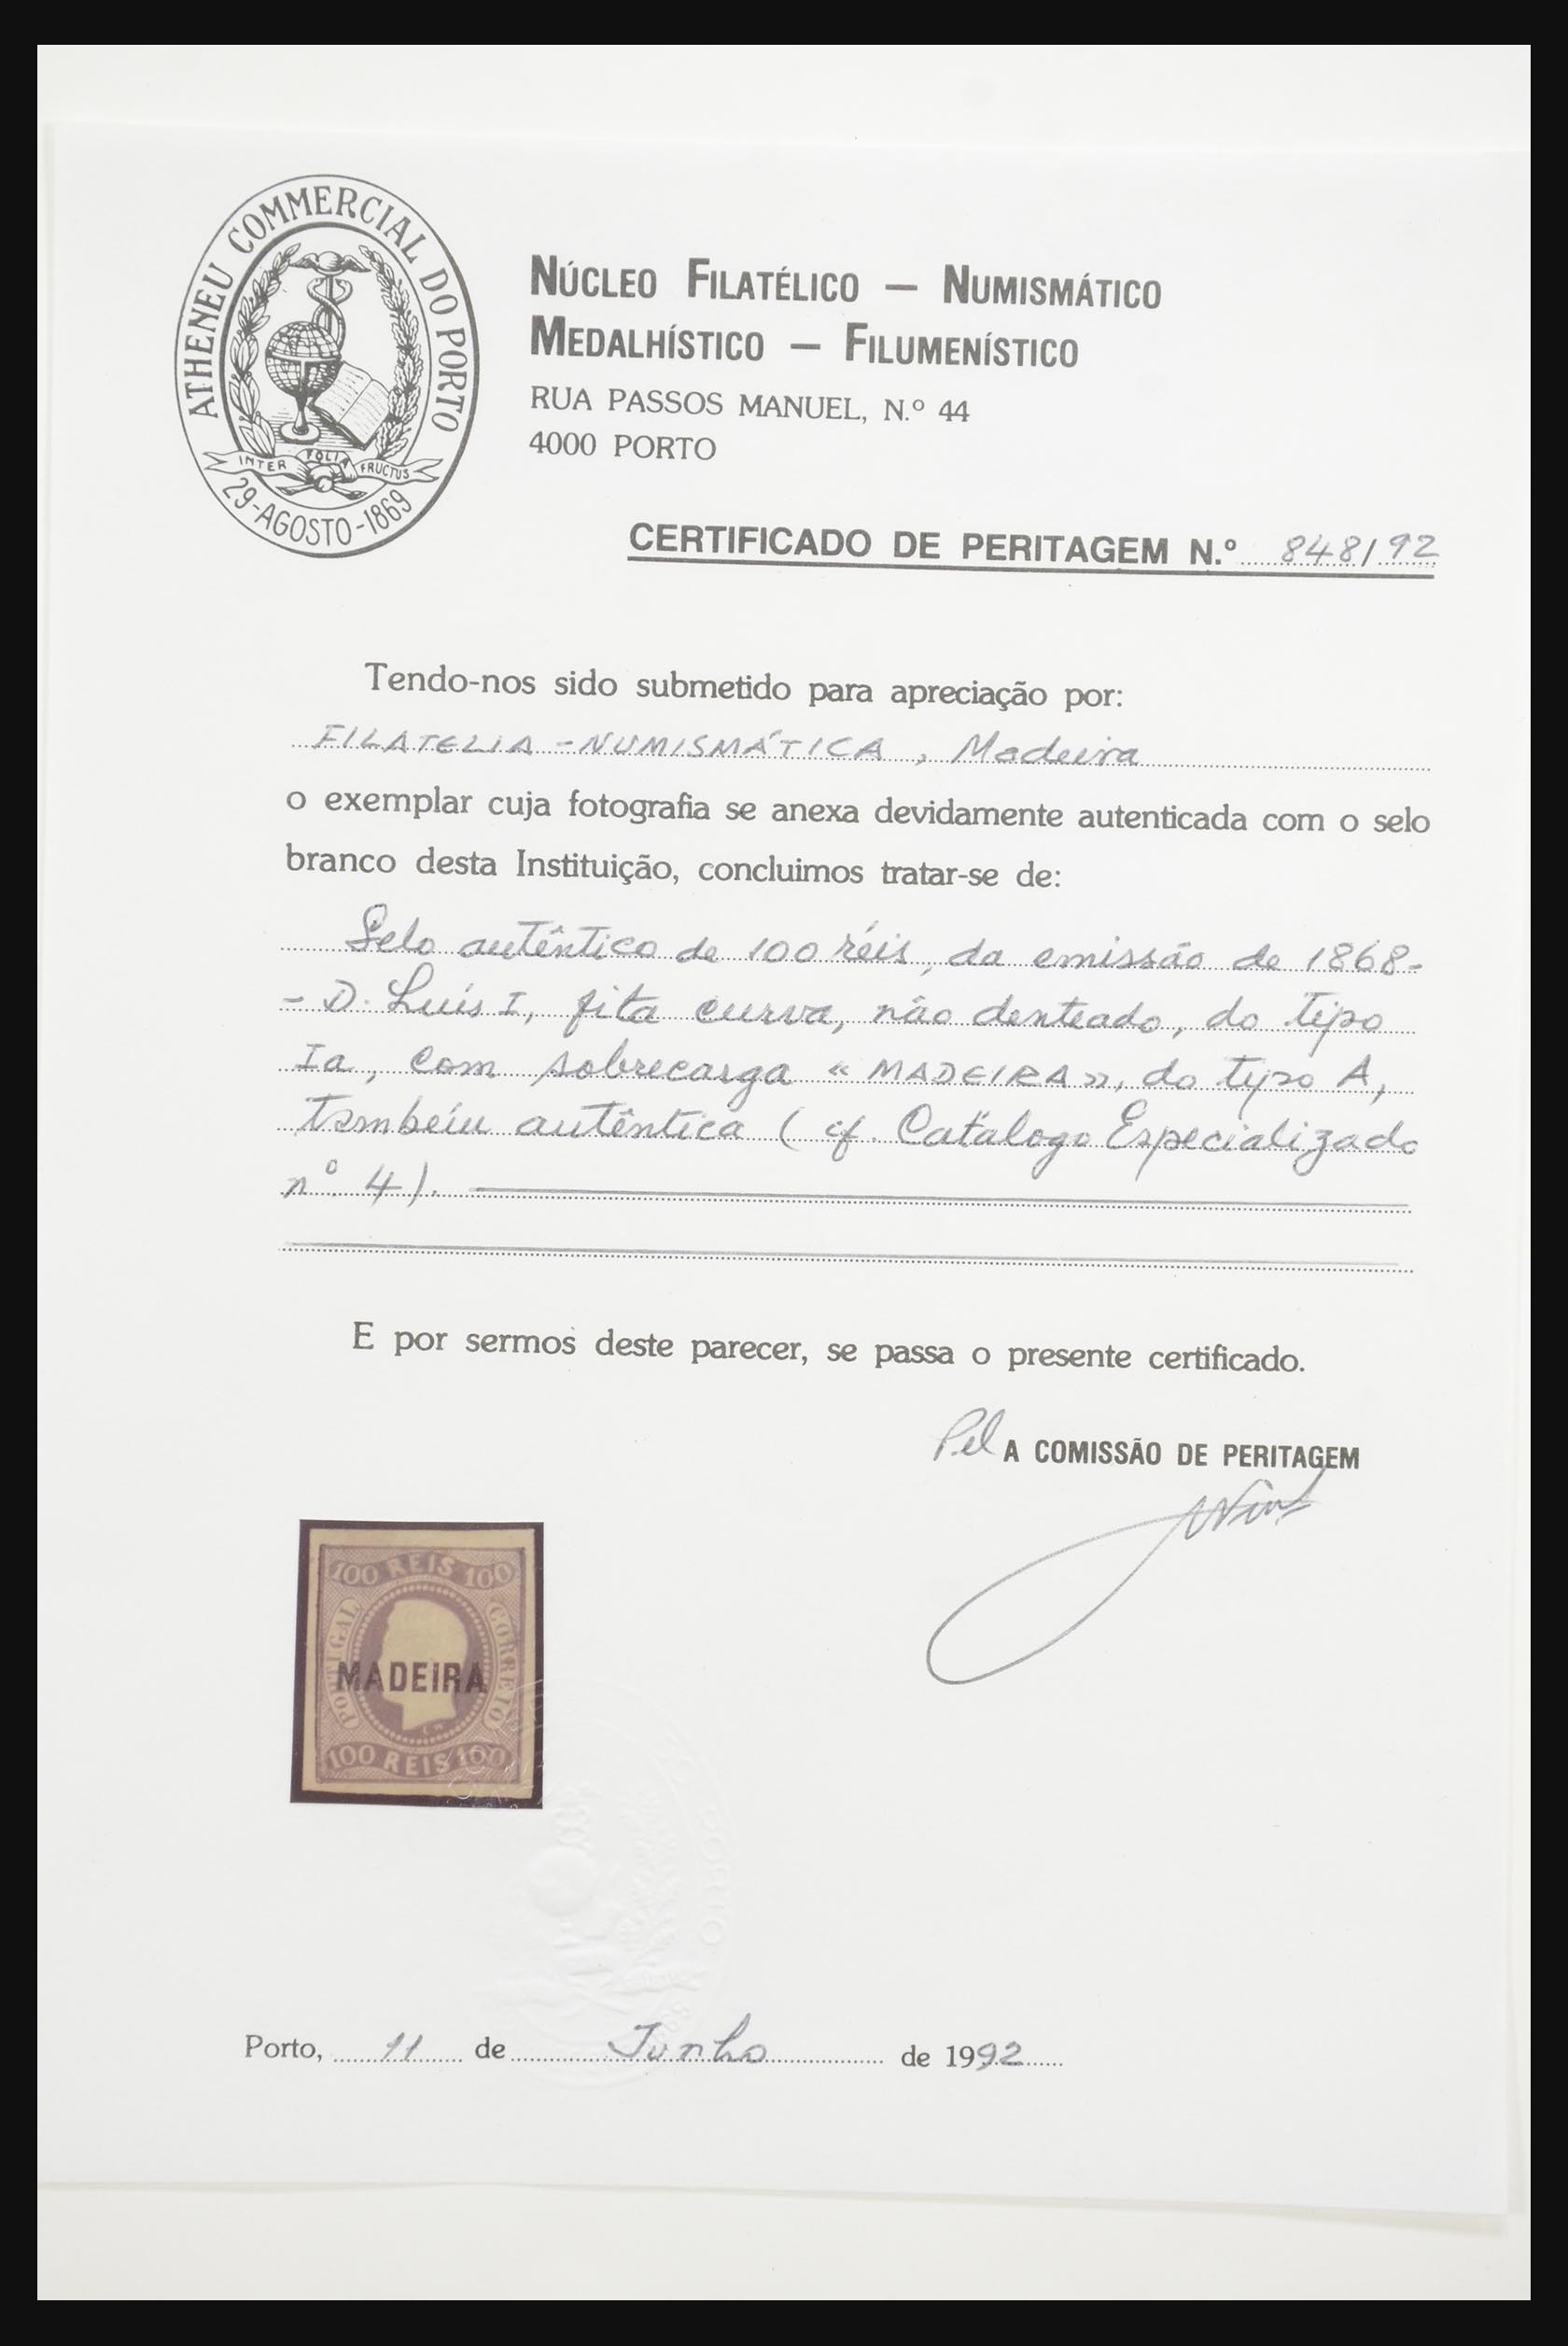 ATHENEU COMMERCIAL DO PORTO
INTER FOLIA FRUCTUS
29-AGOSTO-1869
NÚCLEO FILATÉLICO — NUMISMÁTICO
MEDALHÍSTICO — FILUMENÍSTICO
RUA PASSOS MANUEL, N.º 44
4000 PORTO
CERTIFICADO DE PERITAGEM N.º 848/92
Tendo-nos sido submetido para apreciação por:
FILATELIA-NUMISMÁTICA, Madeira
o exemplar cuja fotografia se anexa devidamente autenticada com o selo
branco desta Instituição, concluimos tratar-se de:
Selo autêntico de 100 réis, da emissão de 1868-
- D. Luís I, fita curva, não denteado, do tipo
Ia, com sobrecarga «MADEIRA», do tipo A,
também autêntica (cf. Catálogo Especializado
nº. 4).
E por sermos deste parecer, se passa o presente certificado.
Pel A COMISSÃO DE PERITAGEM
100 REIS 100
PORTUGAL
CORREIO
MADEIRA
100 REIS 100
PORTO
Porto, 11 de Junho de 1992